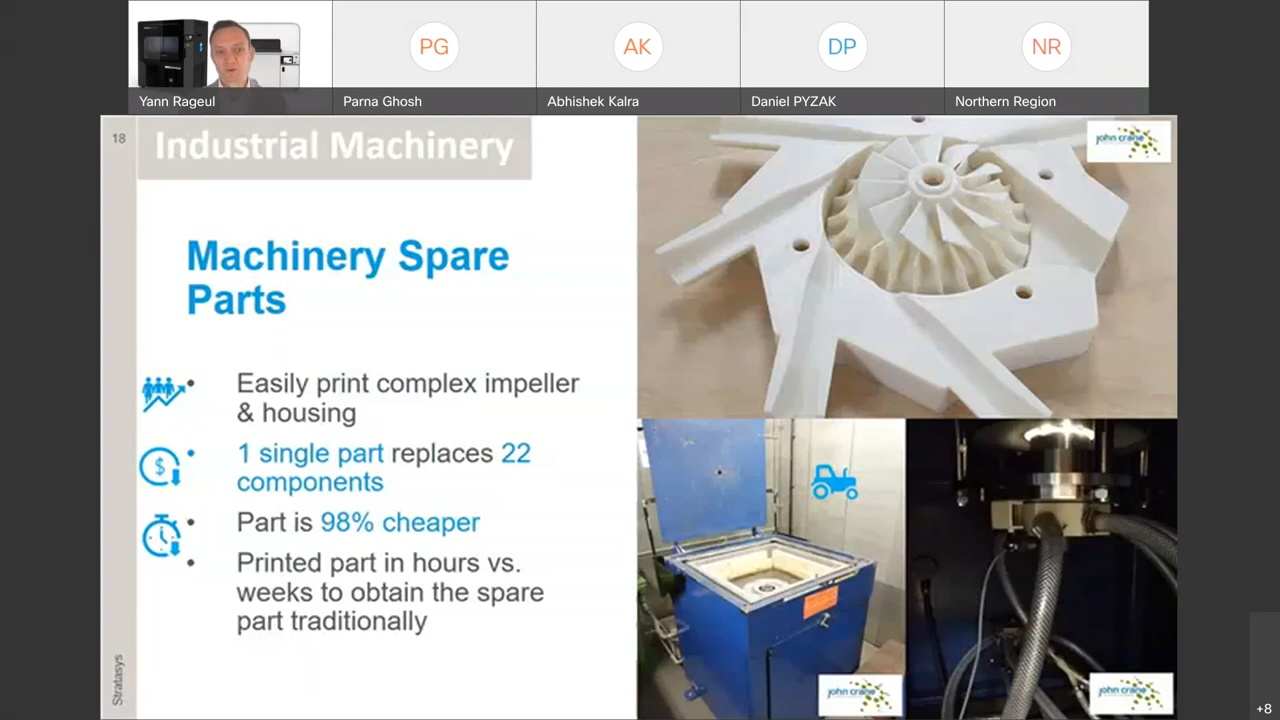 PG
AK
DP
NR
Yann Rageul
Parna Ghosh
Abhishek Kalra
Daniel PYZAK
Northern Region
18
Industrial Machinery
john crane
Machinery Spare
Parts
• Easily print complex impeller
& housing
• 1 single part replaces 22
components
• Part is 98% cheaper
• Printed part in hours vs.
weeks to obtain the spare
part traditionally
$
Stratasys
john crane
john crane
+8